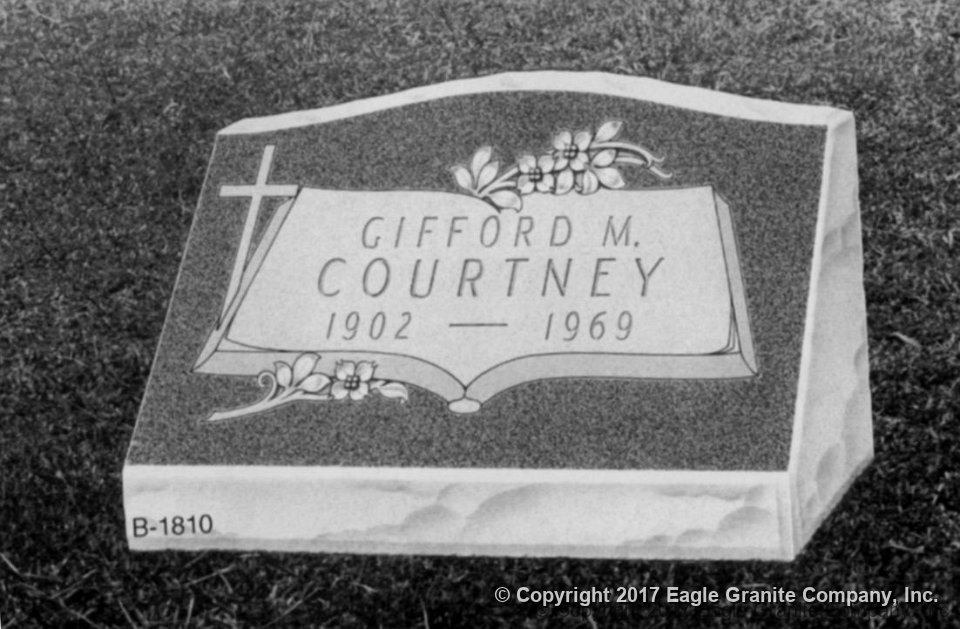 GIFFORD M.
COURTNEY
1902 — 1969
B-1810
© Copyright 2017 Eagle Granite Company, Inc.